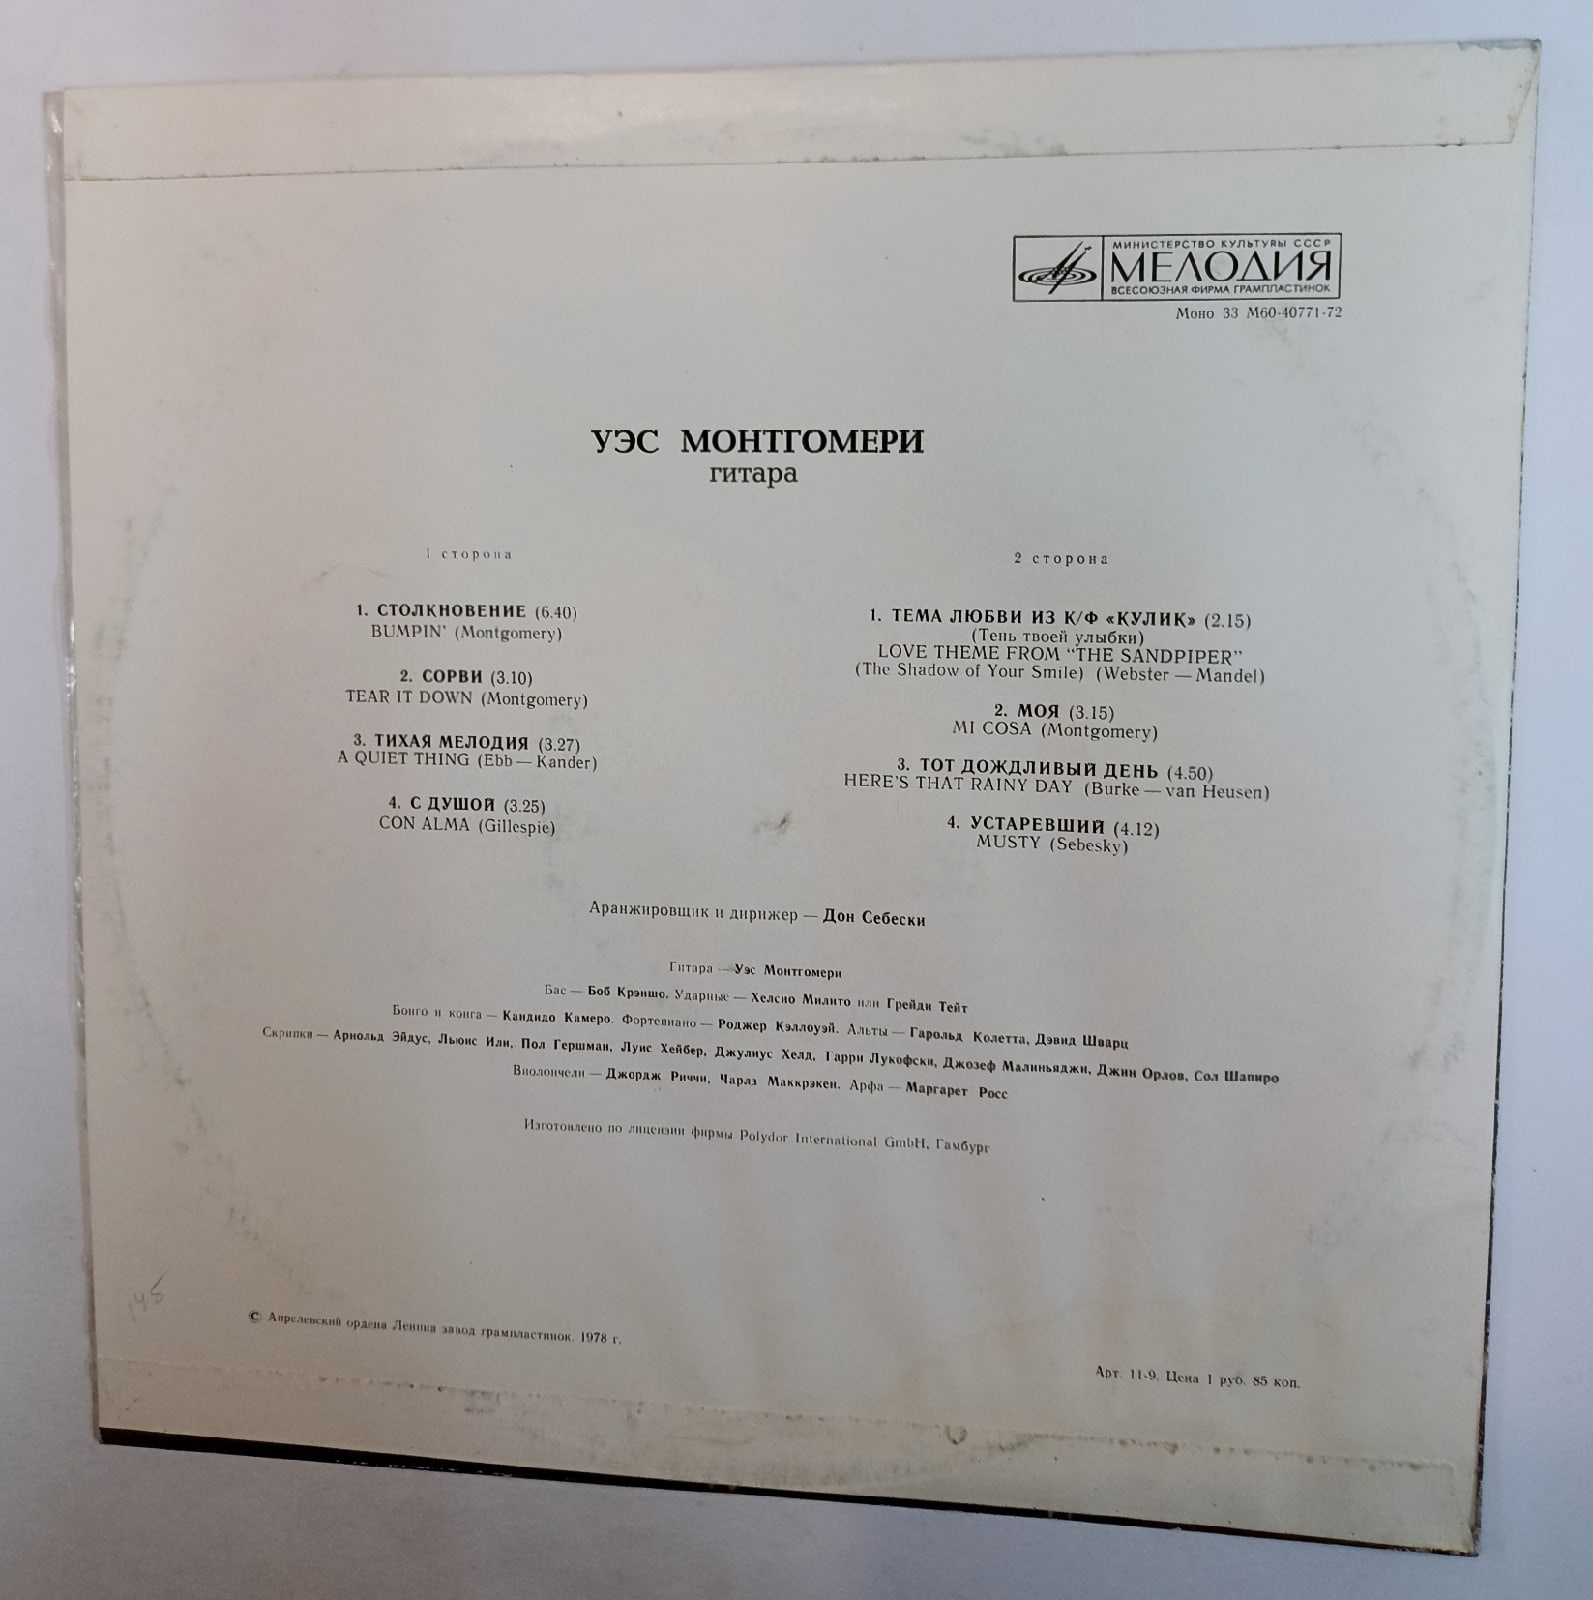 МИНИСТЕРСТВО КУЛЬТУРЫ СССР
МЕЛОДИЯ
ВСЕСОЮЗНАЯ ФИРМА ГРАМПЛАСТИНОК
Моно 33 М60-40771-72
УЭС МОНТГОМЕРИ
гитара
1 сторона
1. СТОЛКНОВЕНИЕ (6.40)
BUMPIN' (Montgomery)
2. СОРВИ (3.10)
TEAR IT DOWN (Montgomery)
3. ТИХАЯ МЕЛОДИЯ (3.27)
A QUIET THING (Ebb — Kander)
4. С ДУШОЙ (3.25)
CON ALMA (Gillespie)
2 сторона
1. ТЕМА ЛЮБВИ ИЗ К/Ф «КУЛИК» (2.15)
(Тень твоей улыбки)
LOVE THEME FROM “THE SANDPIPER”
(The Shadow of Your Smile) (Webster — Mandel)
2. МОЯ (3.15)
MI COSA (Montgomery)
3. ТОТ ДОЖДЛИВЫЙ ДЕНЬ (4.50)
HERE'S THAT RAINY DAY (Burke — van Heusen)
4. УСТАРЕВШИЙ (4.12)
MUSTY (Sebesky)
Аранжировщик и дирижер — Дон Себески
Гитара — Уэс Монтгомери
Бас — Боб Крэншо. Ударные — Хелсио Милито или Грейди Тейт
Бонго и конга — Кандидо Камеро. Фортепиано — Роджер Кэллоуэй. Альты — Гарольд Колетта, Дэвид Шварц
Скрипки — Арнольд Эйдус, Льюис Или, Пол Гершман, Луис Хейбер, Джулиус Хелд, Гарри Лукофски, Джозеф Малиньяджи, Джин Орлов, Сол Шапиро
Виолончели — Джордж Риччи, Чарлз Маккрэкен. Арфа — Маргарет Росс
Изготовлено по лицензии фирмы Polydor International GmbH, Гамбург
145
© Апрелевский ордена Ленина завод грампластинок. 1978 г.
Арт. 11-9. Цена 1 руб. 85 коп.